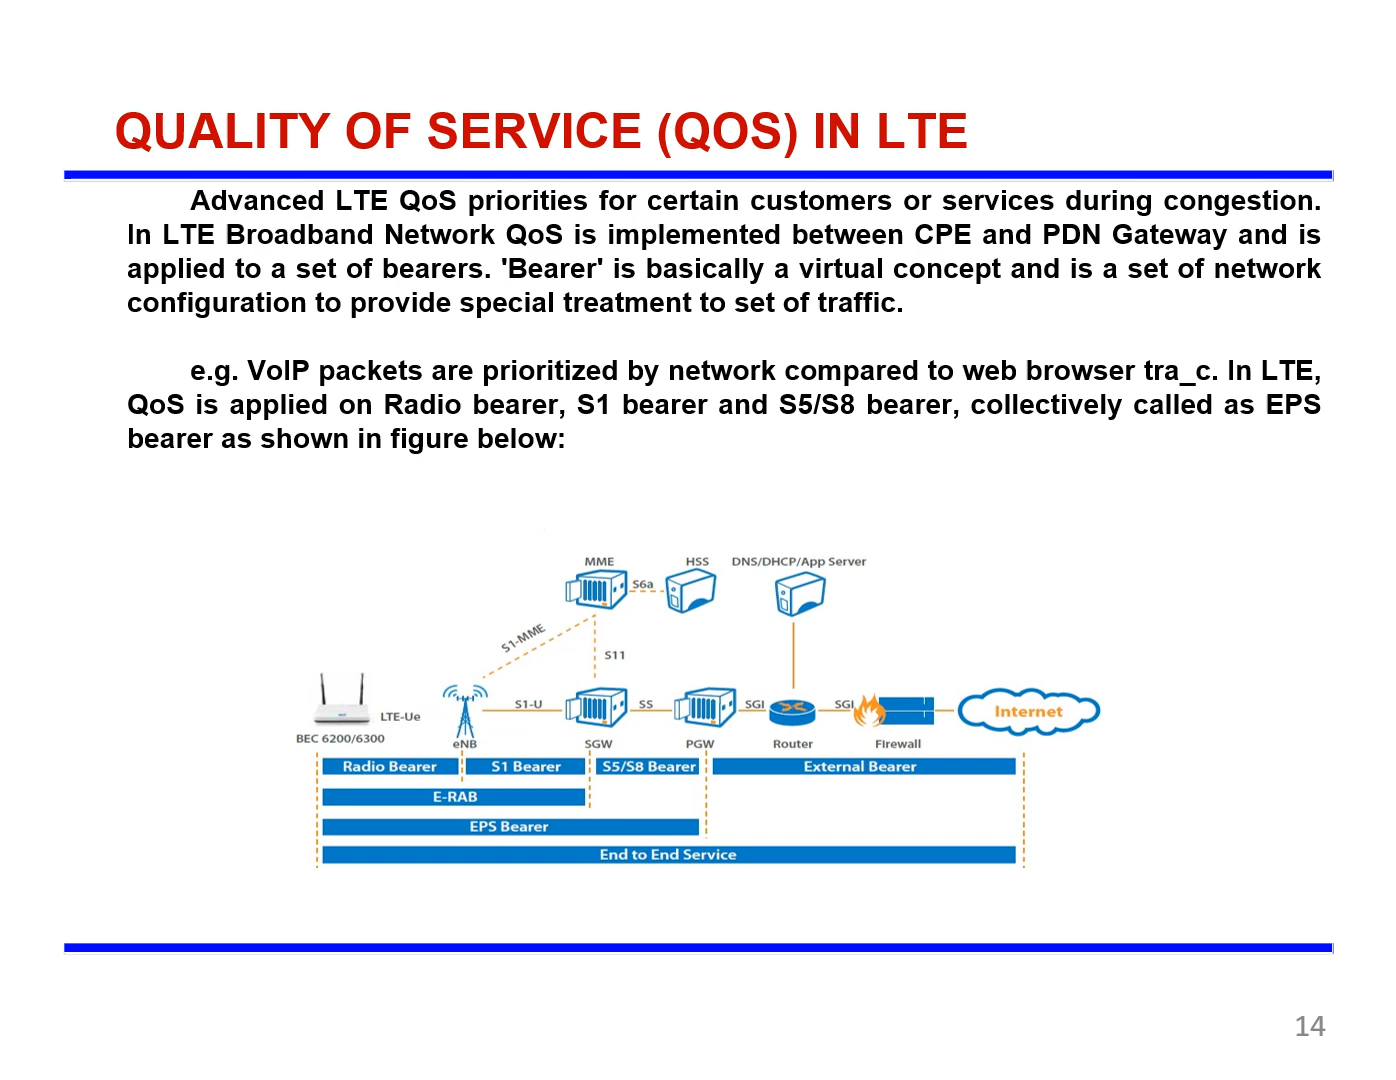 QUALITY OF SERVICE (QOS) IN LTE
Advanced LTE QoS priorities for certain customers or services during congestion.
In LTE Broadband Network QoS is implemented between CPE and PDN Gateway and is
applied to a set of bearers. 'Bearer' is basically a virtual concept and is a set of network
configuration to provide special treatment to set of traffic.
e.g. VoIP packets are prioritized by network compared to web browser tra_c. In LTE,
QoS is applied on Radio bearer, S1 bearer and S5/S8 bearer, collectively called as EPS
bearer as shown in figure below:
MME HSS DNS/DHCP/App Server
S6a
S1-MME
S11
LTE-Ue
S1-U SS SGI SGI
Internet
BEC 6200/6300
eNB SGW PGW Router Firewall
Radio Bearer S1 Bearer S5/S8 Bearer External Bearer
E-RAB
EPS Bearer
End to End Service
14